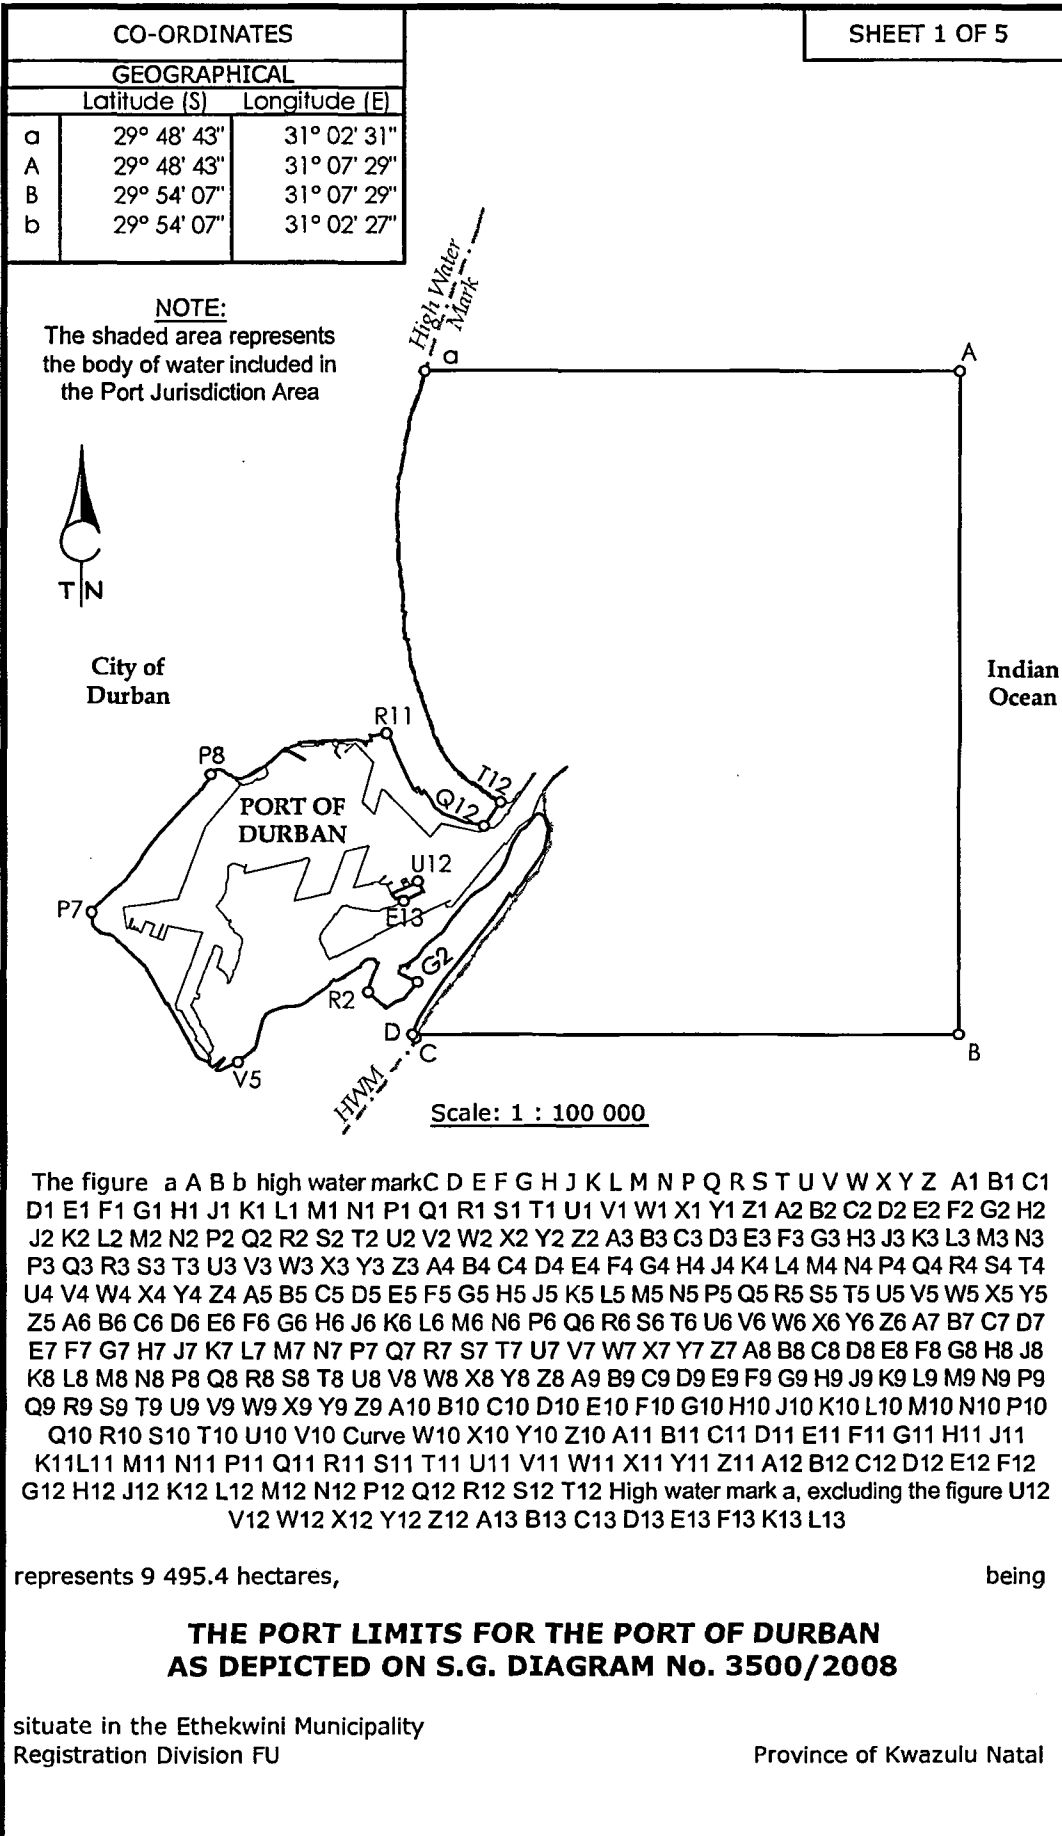 CO-ORDINATES
GEOGRAPHICAL
Latitude (S) Longitude (E)
a 29° 48' 43" 31° 02' 31"
A 29° 48' 43" 31° 07' 29"
B 29° 54' 07" 31° 07' 29"
b 29° 54' 07" 31° 02' 27"
SHEET 1 OF 5
NOTE:
The shaded area represents
the body of water included in
the Port Jurisdiction Area
High Water
Mark
a
A
T N
City of
Durban
Indian
Ocean
R11
P8
T12
Q12
PORT OF
DURBAN
U12
P7
E13
G2
R2
D
C
B
V5
HWM
Scale: 1 : 100 000
The figure a A B b high water markC D E F G H J K L M N P Q R S T U V W X Y Z A1 B1 C1
D1 E1 F1 G1 H1 J1 K1 L1 M1 N1 P1 Q1 R1 S1 T1 U1 V1 W1 X1 Y1 Z1 A2 B2 C2 D2 E2 F2 G2 H2
J2 K2 L2 M2 N2 P2 Q2 R2 S2 T2 U2 V2 W2 X2 Y2 Z2 A3 B3 C3 D3 E3 F3 G3 H3 J3 K3 L3 M3 N3
P3 Q3 R3 S3 T3 U3 V3 W3 X3 Y3 Z3 A4 B4 C4 D4 E4 F4 G4 H4 J4 K4 L4 M4 N4 P4 Q4 R4 S4 T4
U4 V4 W4 X4 Y4 Z4 A5 B5 C5 D5 E5 F5 G5 H5 J5 K5 L5 M5 N5 P5 Q5 R5 S5 T5 U5 V5 W5 X5 Y5
Z5 A6 B6 C6 D6 E6 F6 G6 H6 J6 K6 L6 M6 N6 P6 Q6 R6 S6 T6 U6 V6 W6 X6 Y6 Z6 A7 B7 C7 D7
E7 F7 G7 H7 J7 K7 L7 M7 N7 P7 Q7 R7 S7 T7 U7 V7 W7 X7 Y7 Z7 A8 B8 C8 D8 E8 F8 G8 H8 J8
K8 L8 M8 N8 P8 Q8 R8 S8 T8 U8 V8 W8 X8 Y8 Z8 A9 B9 C9 D9 E9 F9 G9 H9 J9 K9 L9 M9 N9 P9
Q9 R9 S9 T9 U9 V9 W9 X9 Y9 Z9 A10 B10 C10 D10 E10 F10 G10 H10 J10 K10 L10 M10 N10 P10
Q10 R10 S10 T10 U10 V10 Curve W10 X10 Y10 Z10 A11 B11 C11 D11 E11 F11 G11 H11 J11
K11L11 M11 N11 P11 Q11 R11 S11 T11 U11 V11 W11 X11 Y11 Z11 A12 B12 C12 D12 E12 F12
G12 H12 J12 K12 L12 M12 N12 P12 Q12 R12 S12 T12 High water mark a, excluding the figure U12
V12 W12 X12 Y12 Z12 A13 B13 C13 D13 E13 F13 K13 L13
represents 9 495.4 hectares, being
THE PORT LIMITS FOR THE PORT OF DURBAN
AS DEPICTED ON S.G. DIAGRAM No. 3500/2008
situate in the Ethekwini Municipality
Registration Division FU Province of Kwazulu Natal